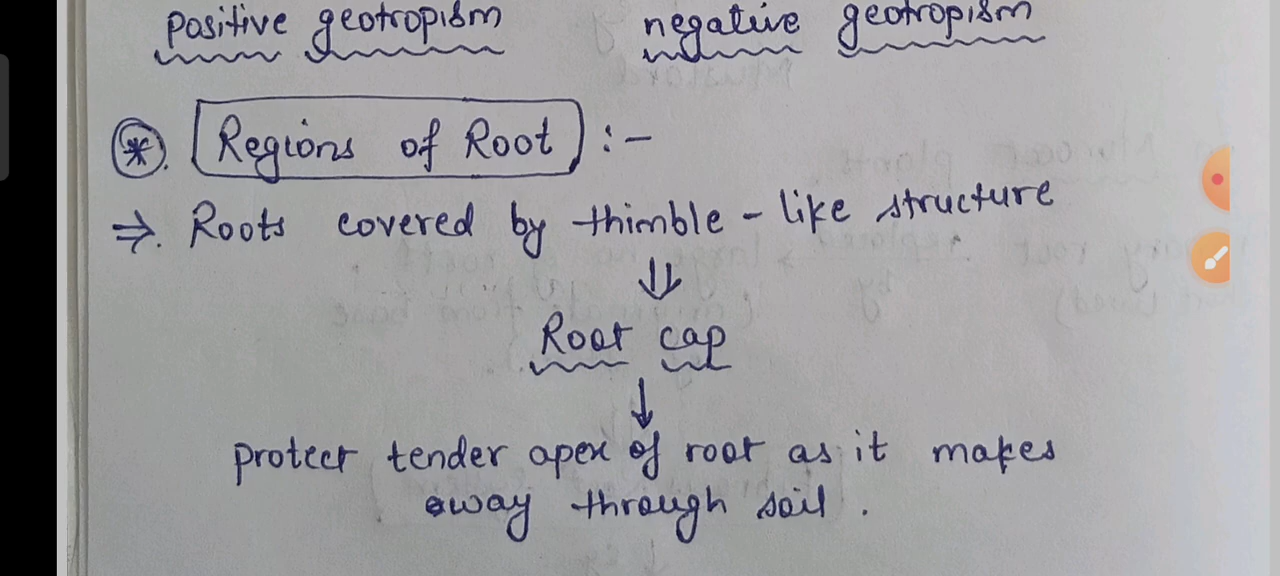 positive geotropism negative geotropism
* Regions of Root :-
⇒. Roots covered by thimble - like structure
⇓
Root cap
↓
protect tender apex of root as it makes
away through soil .